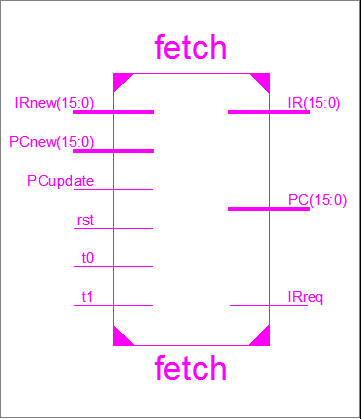 fetch
IRnew(15:0)
IR(15:0)
PCnew(15:0)
PCupdate
PC(15:0)
rst
t0
t1
IRreq
fetch